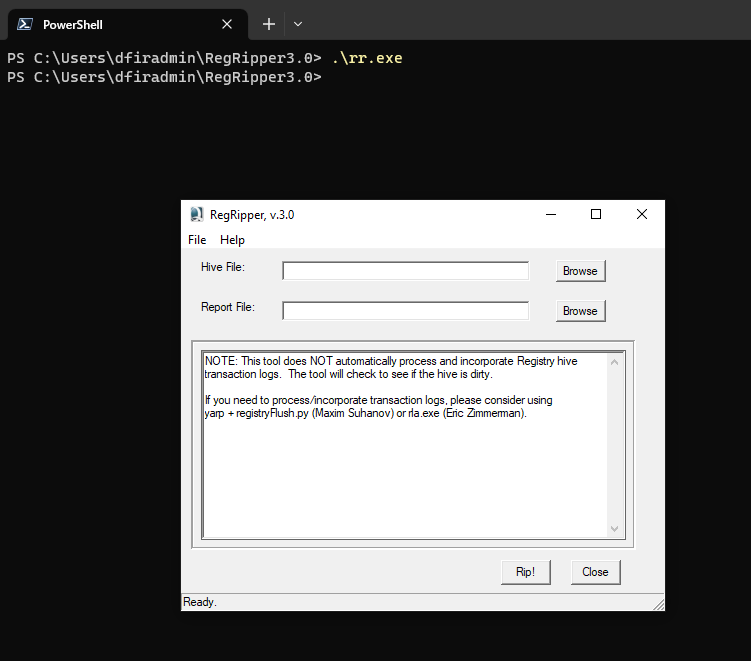 PowerShell
PS C:\Users\dfiradmin\RegRipper3.0> .\rr.exe
PS C:\Users\dfiradmin\RegRipper3.0>
RegRipper, v.3.0
File Help
Hive File: Browse
Report File: Browse
NOTE: This tool does NOT automatically process and incorporate Registry hive
transaction logs.  The tool will check to see if the hive is dirty.
If you need to process/incorporate transaction logs, please consider using
yarp + registryFlush.py (Maxim Suhanov) or rla.exe (Eric Zimmerman).
Rip! Close
Ready.